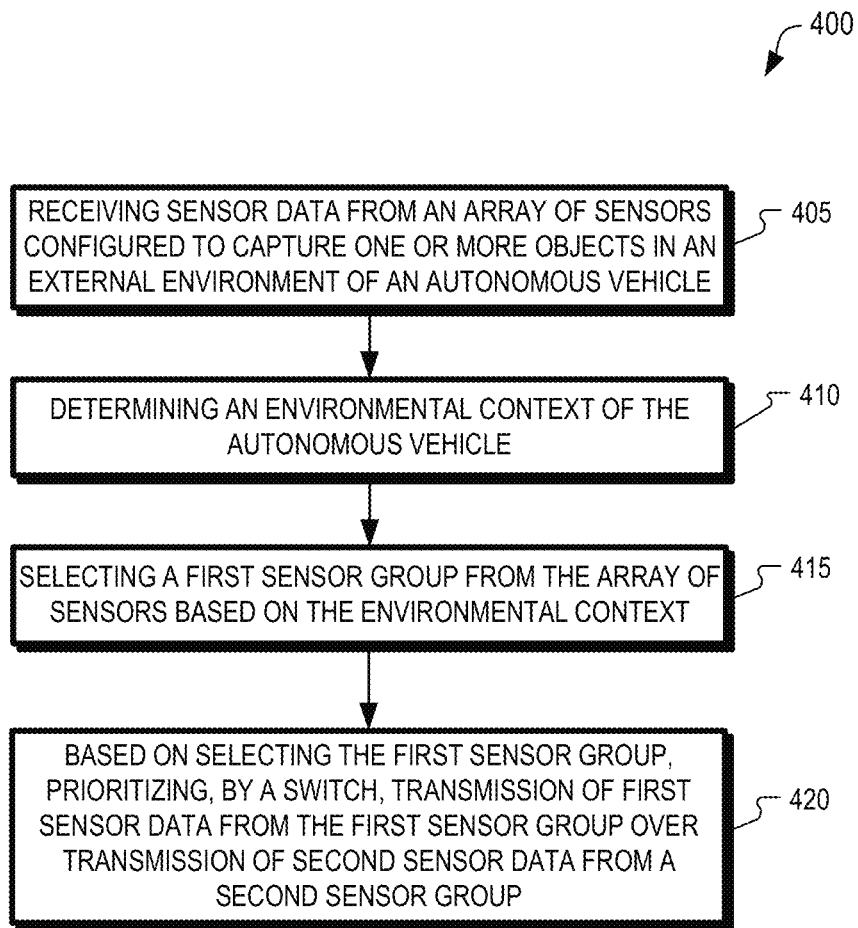 400
RECEIVING SENSOR DATA FROM AN ARRAY OF SENSORS
CONFIGURED TO CAPTURE ONE OR MORE OBJECTS IN AN
EXTERNAL ENVIRONMENT OF AN AUTONOMOUS VEHICLE
405
DETERMINING AN ENVIRONMENTAL CONTEXT OF THE
AUTONOMOUS VEHICLE
410
SELECTING A FIRST SENSOR GROUP FROM THE ARRAY OF
SENSORS BASED ON THE ENVIRONMENTAL CONTEXT
415
BASED ON SELECTING THE FIRST SENSOR GROUP,
PRIORITIZING, BY A SWITCH, TRANSMISSION OF FIRST
SENSOR DATA FROM THE FIRST SENSOR GROUP OVER
TRANSMISSION OF SECOND SENSOR DATA FROM A
SECOND SENSOR GROUP
420